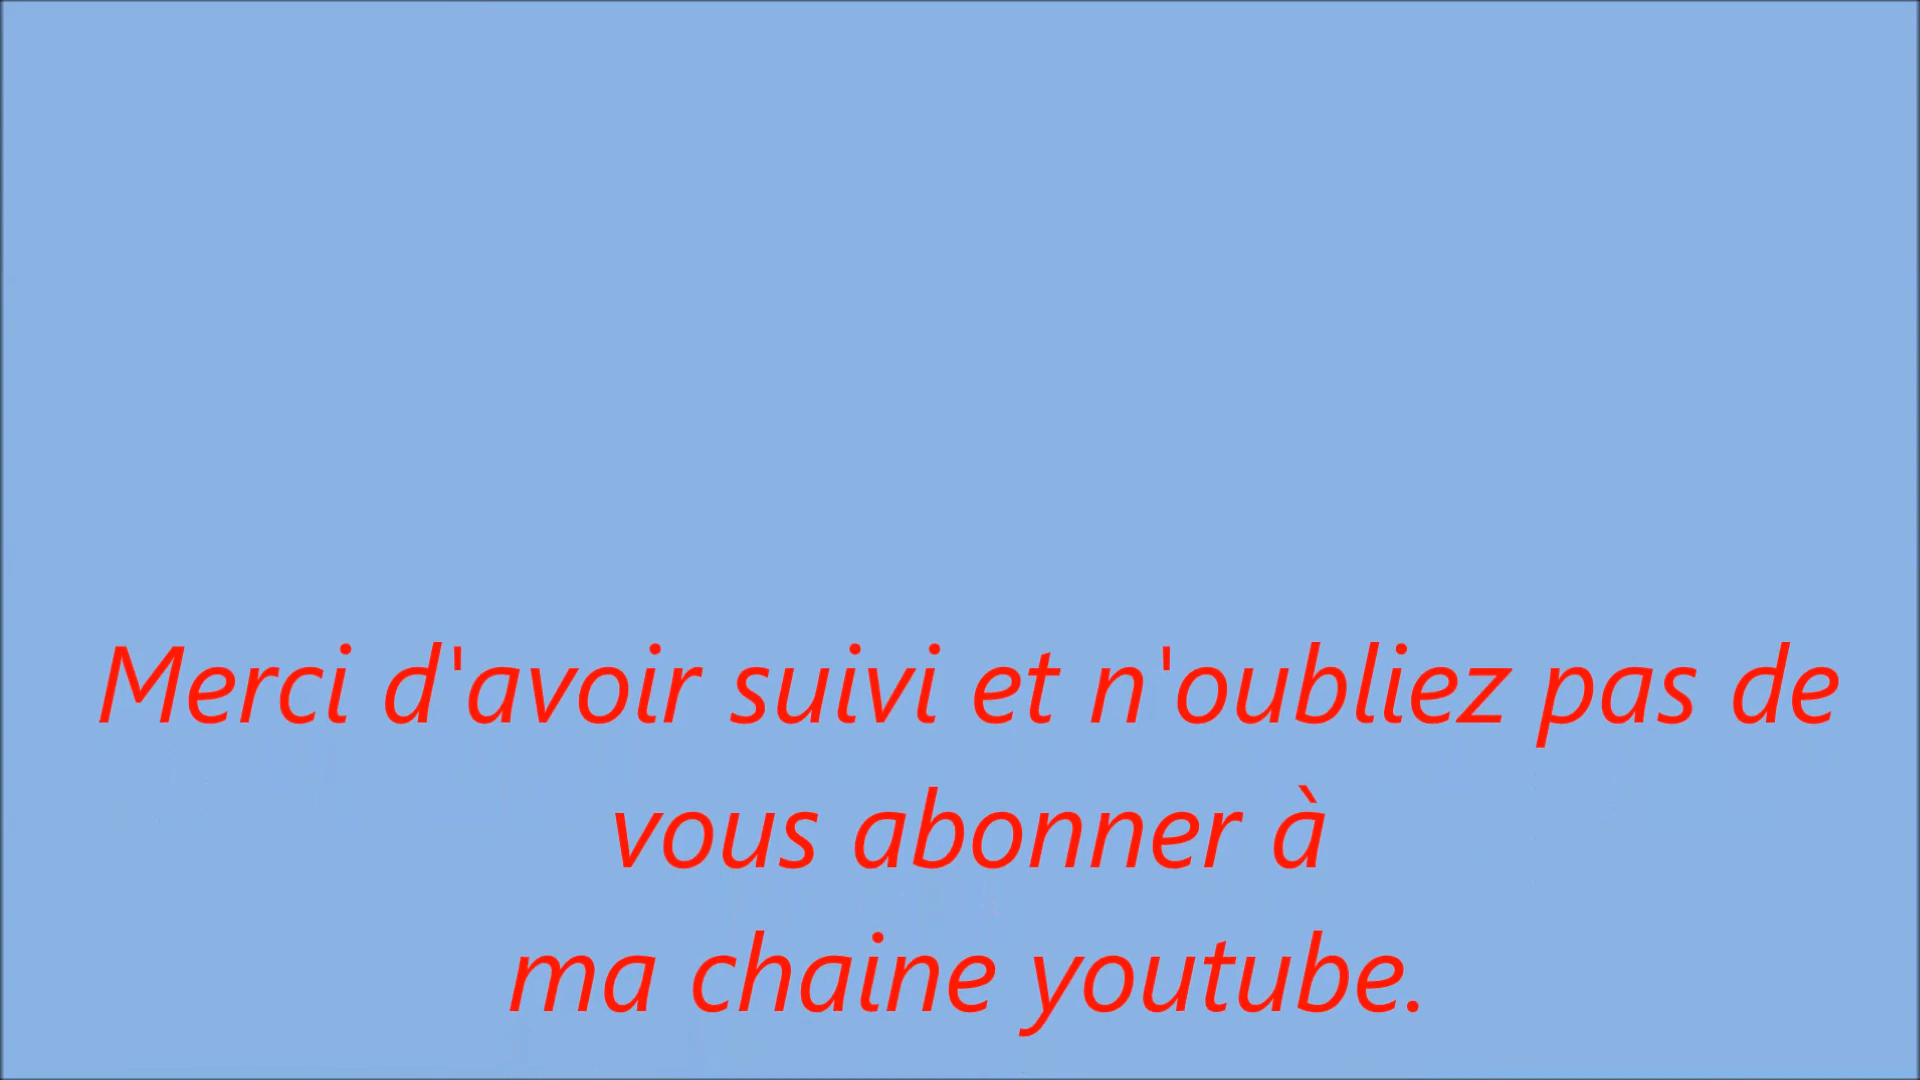 Merci d'avoir suivi et n'oubliez pas de
vous abonner à
ma chaine youtube.